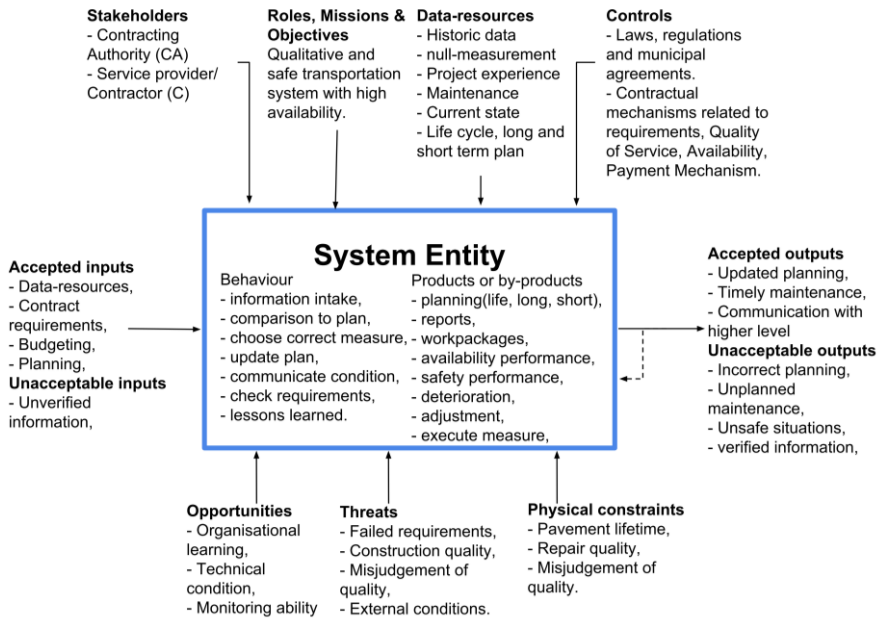 Stakeholders
- Contracting
Authority (CA)
- Service provider/
Contractor (C)
Roles, Missions &
Objectives
Qualitative and
safe transportation
system with high
availability.
Data-resources
- Historic data
- null-measurement
- Project experience
- Maintenance
- Current state
- Life cycle, long and
short term plan
Controls
- Laws, regulations
and municipal
agreements.
- Contractual
mechanisms related to
requirements, Quality
of Service, Availability,
Payment Mechanism.
Accepted inputs
- Data-resources,
- Contract
requirements,
- Budgeting,
- Planning,
Unacceptable inputs
- Unverified
information,
System Entity
Behaviour
- information intake,
- comparison to plan,
- choose correct measure,
- update plan,
- communicate condition,
- check requirements,
- lessons learned.
Products or by-products
- planning(life, long, short),
- reports,
- workpackages,
- availability performance,
- safety performance,
- deterioration,
- adjustment,
- execute measure,
Accepted outputs
- Updated planning,
- Timely maintenance,
- Communication with
higher level
Unacceptable outputs
- Incorrect planning,
- Unplanned
maintenance,
- Unsafe situations,
- verified information,
Opportunities
- Organisational
learning,
- Technical
condition,
- Monitoring ability
Threats
- Failed requirements,
- Construction quality,
- Misjudgement of
quality,
- External conditions.
Physical constraints
- Pavement lifetime,
- Repair quality,
- Misjudgement of
quality.